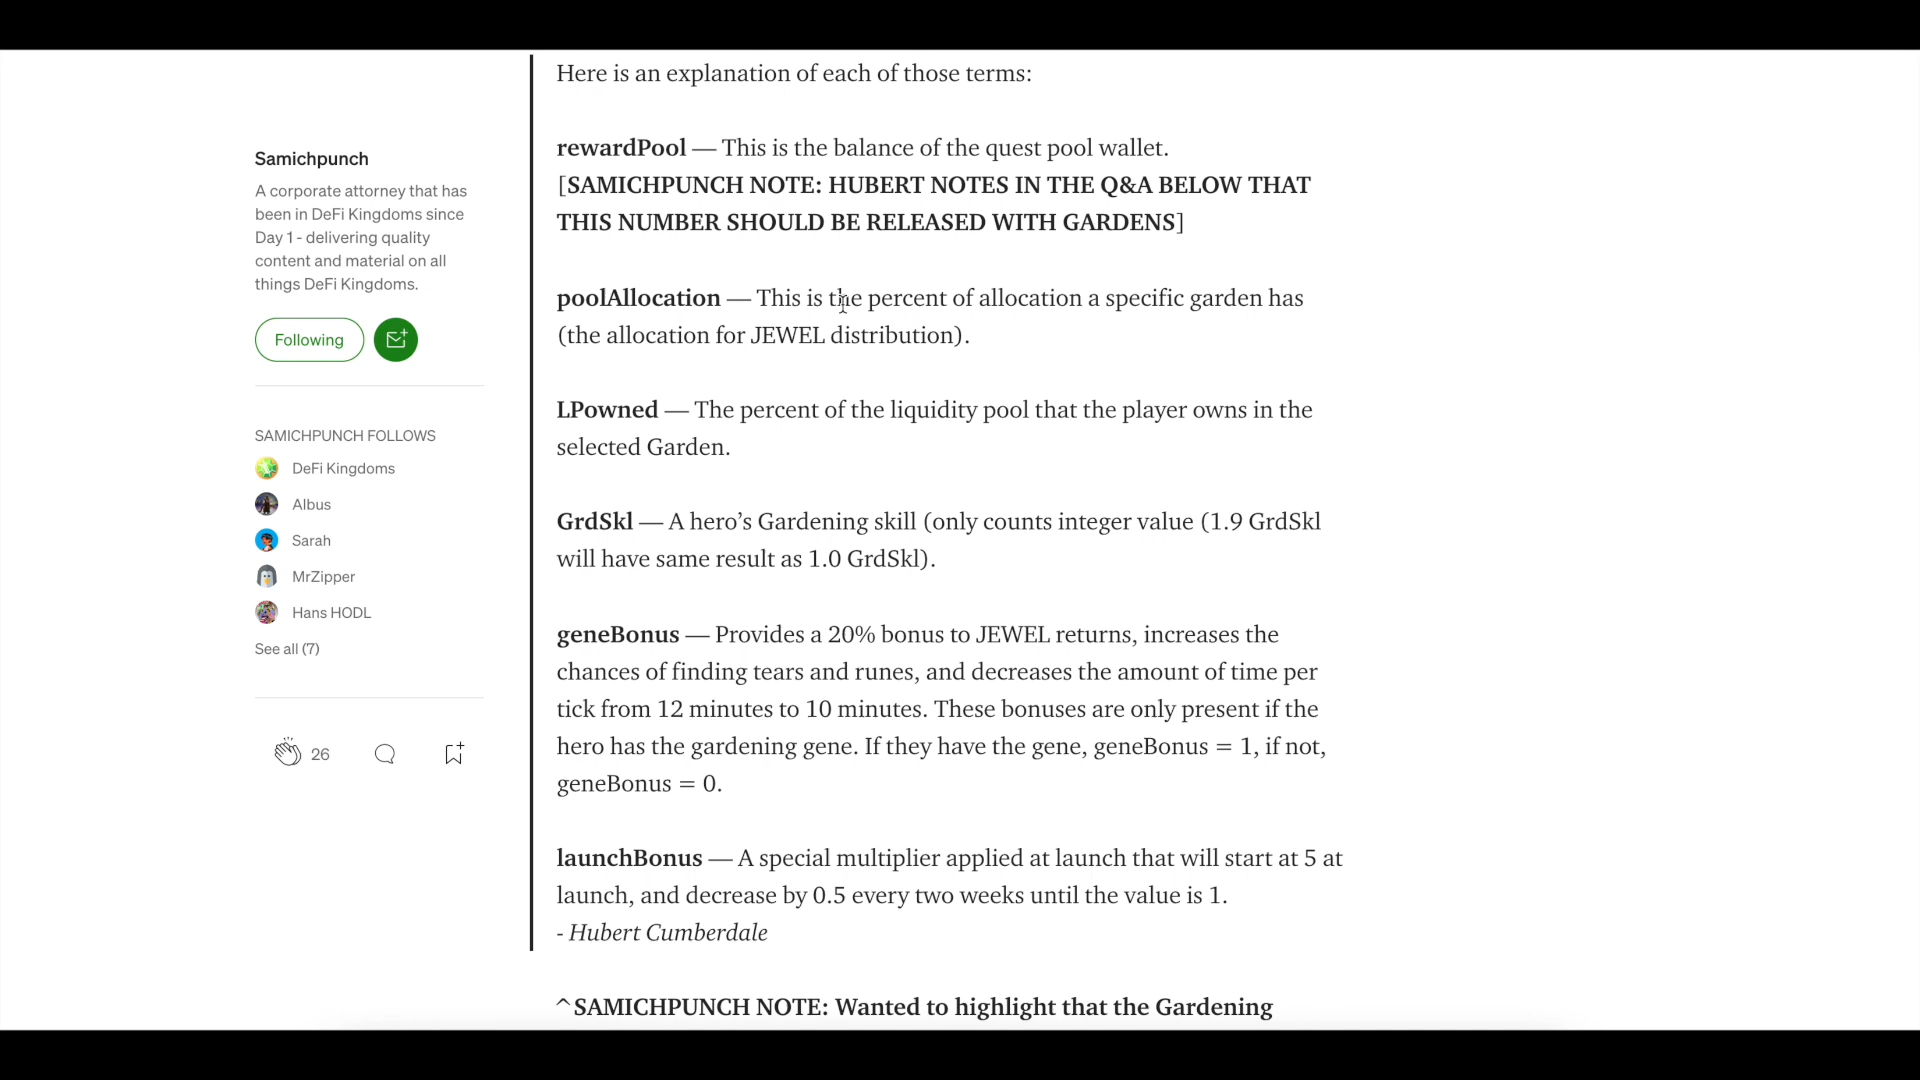 Samichpunch
A corporate attorney that has
been in DeFi Kingdoms since
Day 1 - delivering quality
content and material on all
things DeFi Kingdoms.
Following
SAMICHPUNCH FOLLOWS
DeFi Kingdoms
Albus
Sarah
MrZipper
Hans HODL
See all (7)
26
Here is an explanation of each of those terms:
rewardPool — This is the balance of the quest pool wallet.
[SAMICHPUNCH NOTE: HUBERT NOTES IN THE Q&A BELOW THAT
THIS NUMBER SHOULD BE RELEASED WITH GARDENS]
poolAllocation — This is the percent of allocation a specific garden has
(the allocation for JEWEL distribution).
LPowned — The percent of the liquidity pool that the player owns in the
selected Garden.
GrdSkl — A hero’s Gardening skill (only counts integer value (1.9 GrdSkl
will have same result as 1.0 GrdSkl).
geneBonus — Provides a 20% bonus to JEWEL returns, increases the
chances of finding tears and runes, and decreases the amount of time per
tick from 12 minutes to 10 minutes. These bonuses are only present if the
hero has the gardening gene. If they have the gene, geneBonus = 1, if not,
geneBonus = 0.
launchBonus — A special multiplier applied at launch that will start at 5 at
launch, and decrease by 0.5 every two weeks until the value is 1.
- Hubert Cumberdale
^SAMICHPUNCH NOTE: Wanted to highlight that the Gardening